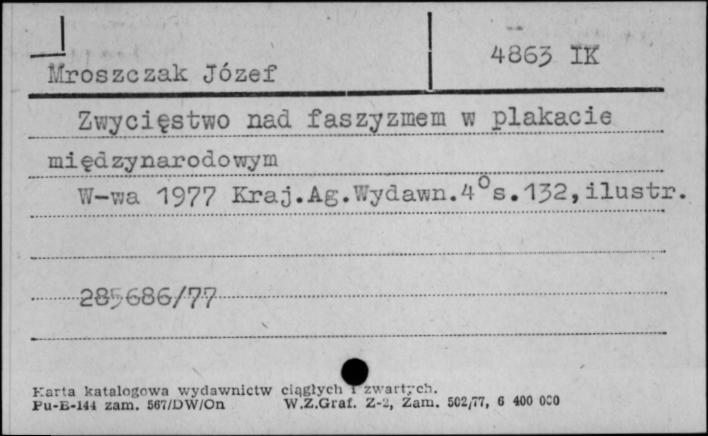 4863 IK
Mroszczak Józef
Zwycięstwo nad faszyzmem w plakacie
międzynarodowym
W-wa 1977 Kraj.Ag.Wydawn.4° s.132,ilustr.
285686/77
Karta katalogowa wydawnictw ciągłych i zwartych.
Pu-B-144 zam. 567/DW/On W.Z.Graf. Z-2, Zam. 502/77, 6 400 000